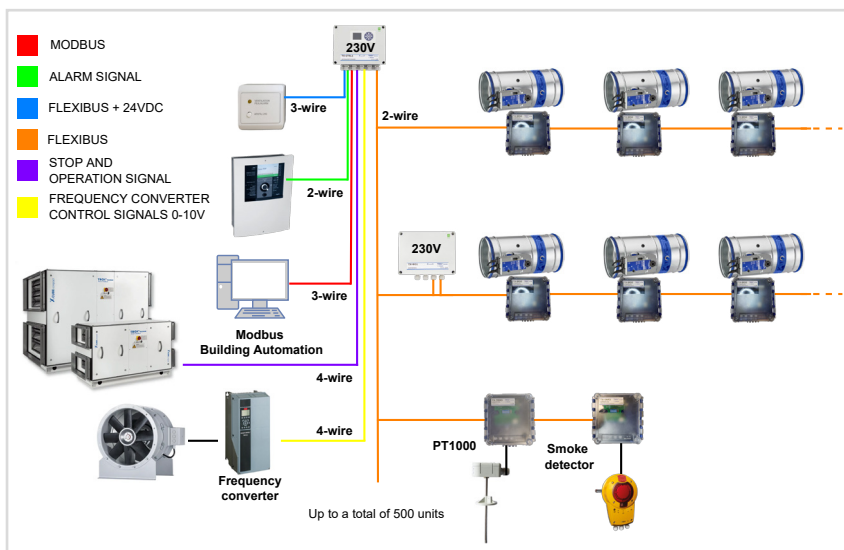 MODBUS
ALARM SIGNAL
FLEXIBUS + 24VDC
FLEXIBUS
STOP AND
OPERATION SIGNAL
FREQUENCY CONVERTER
CONTROL SIGNALS 0-10V
230V
3-wire
2-wire
2-wire
230V
3-wire
Modbus
Building Automation
4-wire
4-wire
Frequency
converter
PT1000
Smoke
detector
Up to a total of 500 units